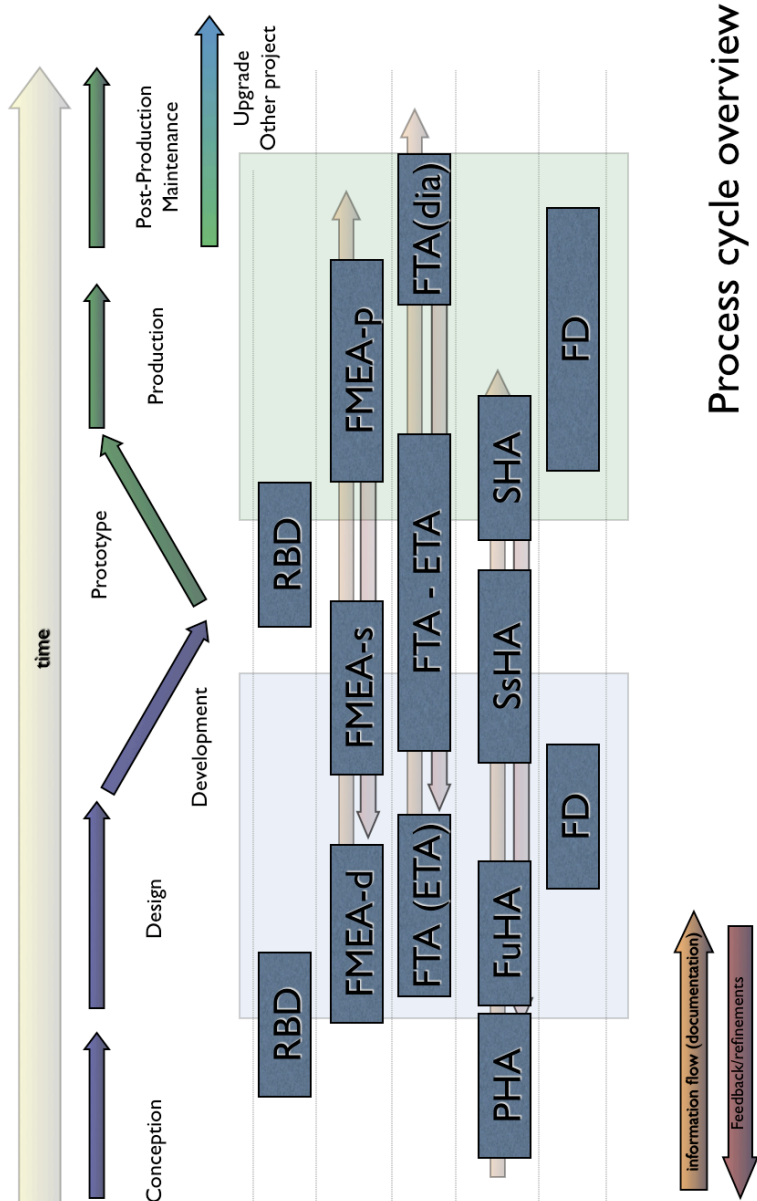 Process cycle overview
time
Conception
Design
Development
Prototype
Production
Post-Production
Maintenance
Upgrade
Other project
RBD
RBD
FMEA-d
FMEA-s
FMEA-p
FTA (ETA)
FTA - ETA
FTA(dia)
PHA
FuHA
SsHA
SHA
FD
FD
information flow (documentation)
Feedback/refinements